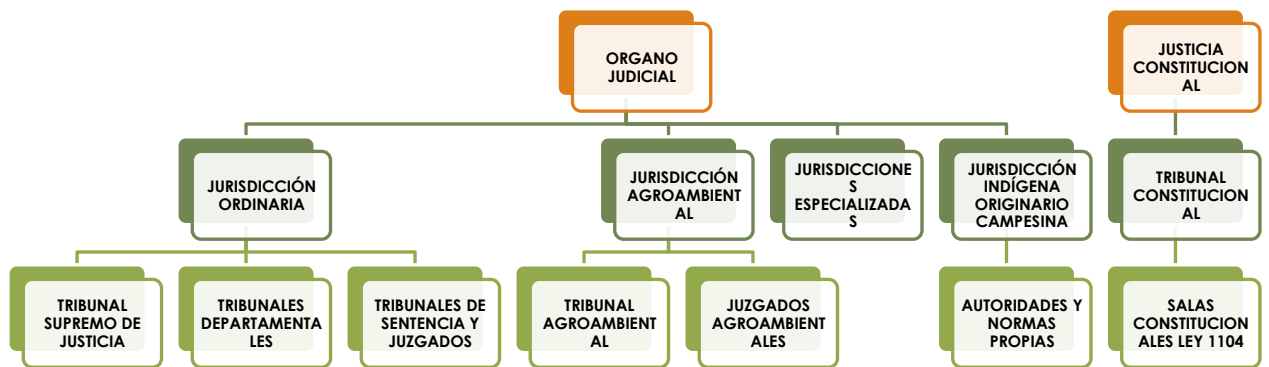 ORGANO
JUDICIAL
JUSTICIA
CONSTITUCION
AL
JURISDICCIÓN
ORDINARIA
JURISDICCIÓN
AGROAMBIENT
AL
JURISDICCIONE
S
ESPECIALIZADA
S
JURISDICCIÓN
INDÍGENA
ORIGINARIO
CAMPESINA
TRIBUNAL
CONSTITUCION
AL
TRIBUNAL
SUPREMO DE
JUSTICIA
TRIBUNALES
DEPARTAMENTA
LES
TRIBUNALES DE
SENTENCIA Y
JUZGADOS
TRIBUNAL
AGROAMBIENT
AL
JUZGADOS
AGROAMBIENT
ALES
AUTORIDADES Y
NORMAS
PROPIAS
SALAS
CONSTITUCION
ALES LEY 1104